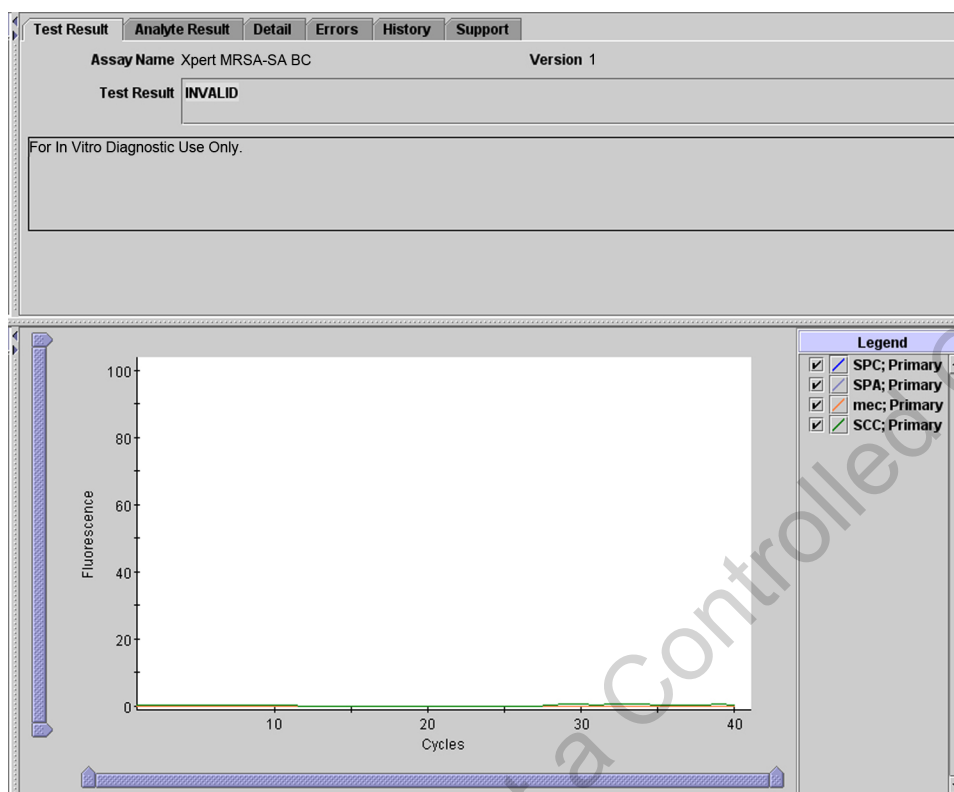 Test Result Analyte Result Detail Errors History Support
Assay Name Xpert MRSA-SA BC Version 1
Test Result INVALID
For In Vitro Diagnostic Use Only.
Legend
SPC; Primary
SPA; Primary
mec; Primary
SCC; Primary
100
80
60
40
20
0
Fluorescence
10 20 30 40
Cycles
t a Controlled